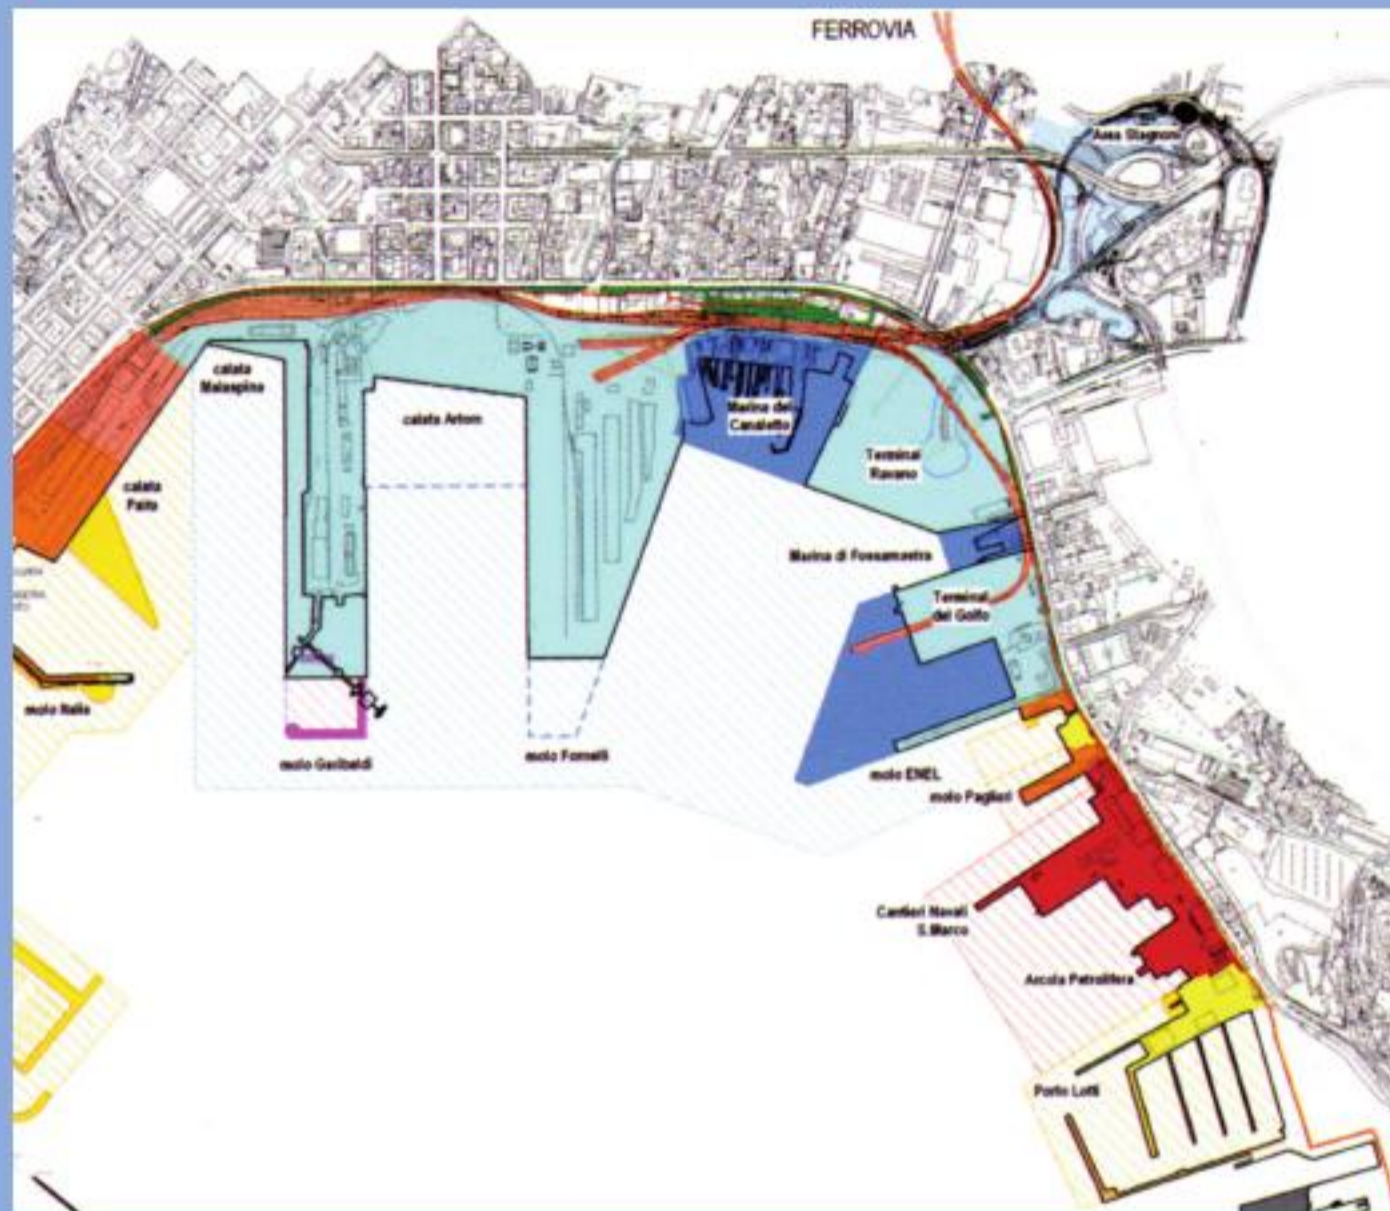 FERROVIA
Area Stagnoni
calata
Malaspina
calata Artom
Marina del
Canaletto
Terminal
Ravano
calata
Paita
Marina di Fossamastra
Terminal
del Golfo
molo Italia
molo Garibaldi
molo Fornelli
molo ENEL
molo Pagliari
Cantieri Navali
S.Marco
Arcola Petrolifera
Porto Lotti